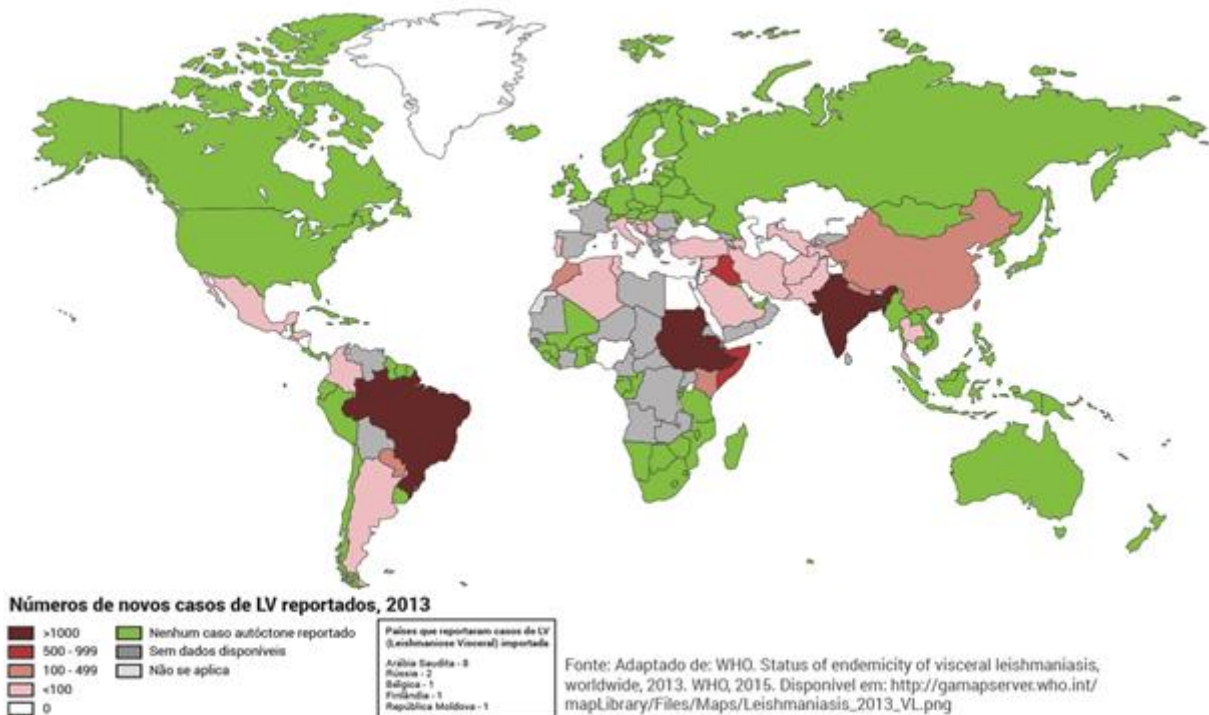 Números de novos casos de LV reportados, 2013
>1000
500 - 999
100 - 499
<100
0
Nenhum caso autóctone reportado
Sem dados disponíveis
Não se aplica
Países que reportaram casos de LV
(Leishmaniose Visceral) importada
Arábia Saudita - 8
Rússia - 2
Bélgica - 1
Finlândia - 1
República Moldova - 1
Fonte: Adaptado de: WHO. Status of endemicity of visceral leishmaniasis,
worldwide, 2013. WHO, 2015. Disponível em: http://gamapserver.who.int/
mapLibrary/Files/Maps/Leishmaniasis_2013_VL.png